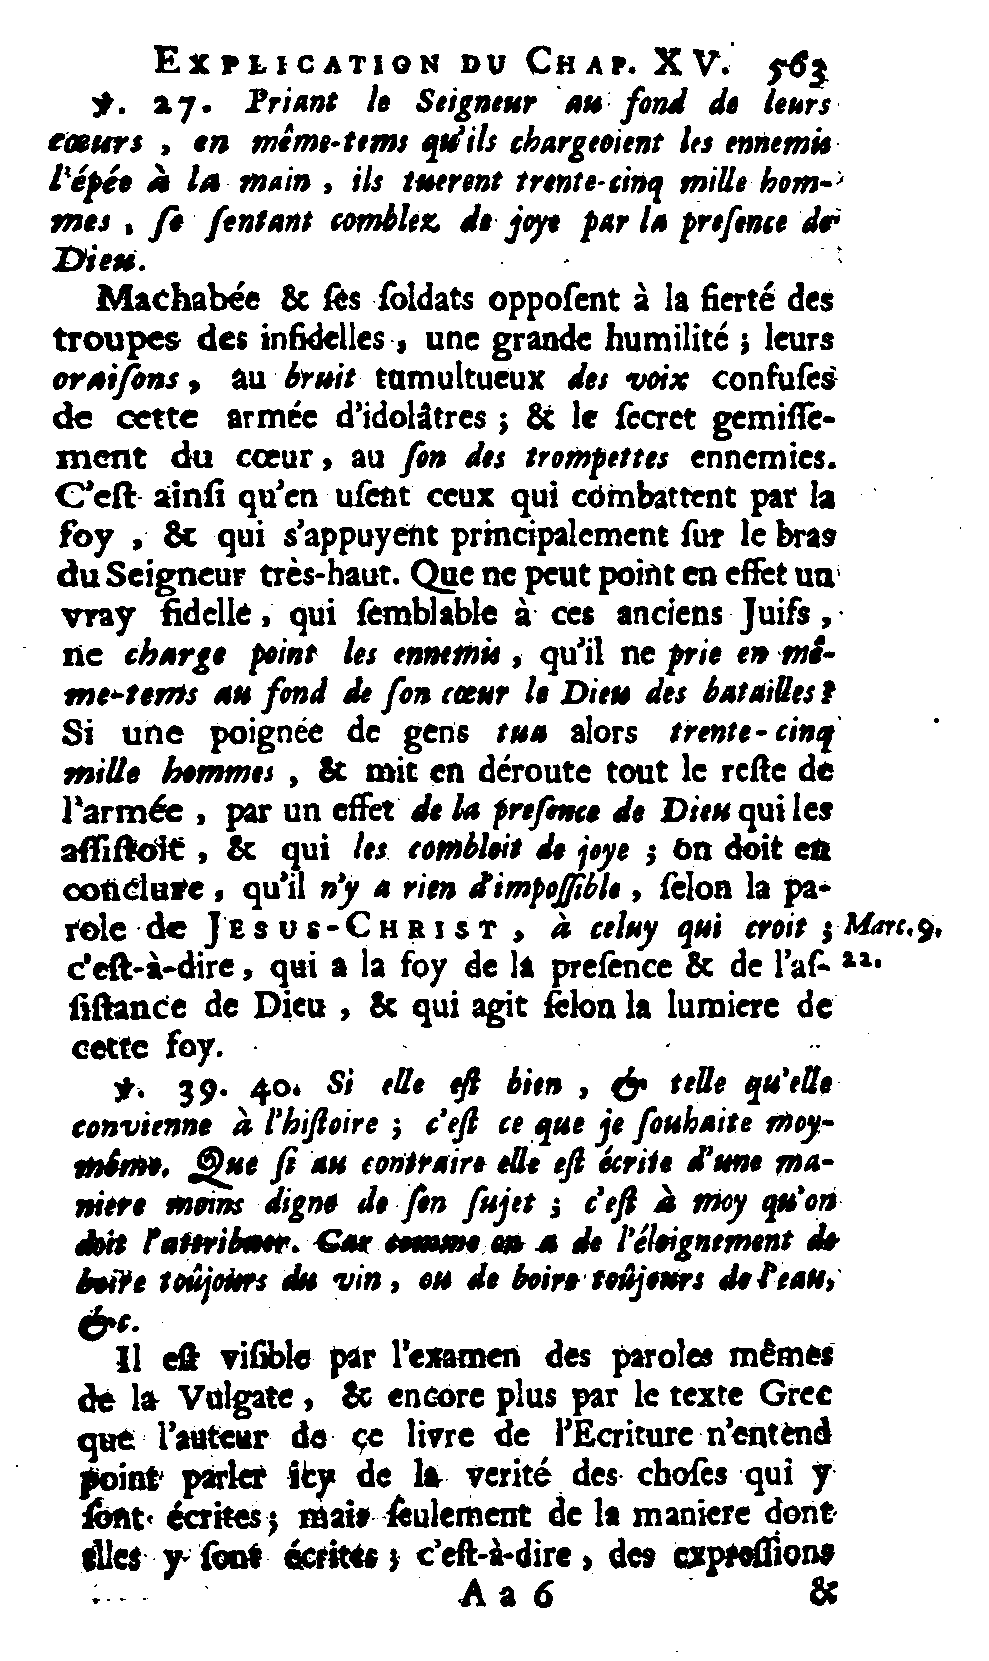 EXPLICATION DU CHAP. XV. 563
℣. 27. Priant le Seigneur au fond de leurs
cœurs, en même-tems qu'ils chargeoient les ennemis
l'épée à la main, ils tuerent trente-cinq mille hom-
mes, ſe ſentant comblez de joye par la preſence de
Dieu.
Machabée & ſes ſoldats oppoſent à la fierté des
troupes des infidelles, une grande humilité; leurs
oraiſons, au bruit tumultueux des voix confuſes
de cette armée d'idolâtres; & le ſecret gemiſſe-
ment du cœur, au ſon des trompettes ennemies.
C'eſt ainſi qu'en uſent ceux qui combattent par la
foy, & qui s'appuyent principalement ſur le bras
du Seigneur très-haut. Que ne peut point en effet un
vray fidelle, qui ſemblable à ces anciens Juifs,
ne charge point les ennemis, qu'il ne prie en mê-
me-tems au fond de ſon cœur le Dieu des batailles?
Si une poignée de gens tua alors trente-cinq
mille hommes, & mit en déroute tout le reſte de
l'armée, par un effet de la preſence de Dieu qui les
aſſiſtoit, & qui les combloit de joye; on doit en
conclure, qu'il n'y a rien d'impoſſible, ſelon la pa-
role de JESUS-CHRIST, à celuy qui croit; Marc. 9.
c'eſt-à-dire, qui a la foy de la preſence & de l'aſ- 22.
ſiſtance de Dieu, & qui agit ſelon la lumiere de
cette foy.
℣. 39. 40. Si elle eſt bien, & telle qu'elle
convienne à l'hiſtoire; c'eſt ce que je ſouhaite moy-
même. Que ſi au contraire elle eſt écrite d'une ma-
niere moins digne de ſon ſujet; c'eſt à moy qu'on
doit l'attribuer. Car comme on a de l'éloignement de
boire toûjours du vin, ou de boire toûjours de l'eau,
&c.
Il eſt viſible par l'examen des paroles mêmes
de la Vulgate, & encore plus par le texte Grec
que l'auteur de ce livre de l'Ecriture n'entend
point parler icy de la verité des choſes qui y
ſont écrites; mais ſeulement de la maniere dont
elles y ſont écrites; c'eſt-à-dire, des expreſſions
A a 6 &